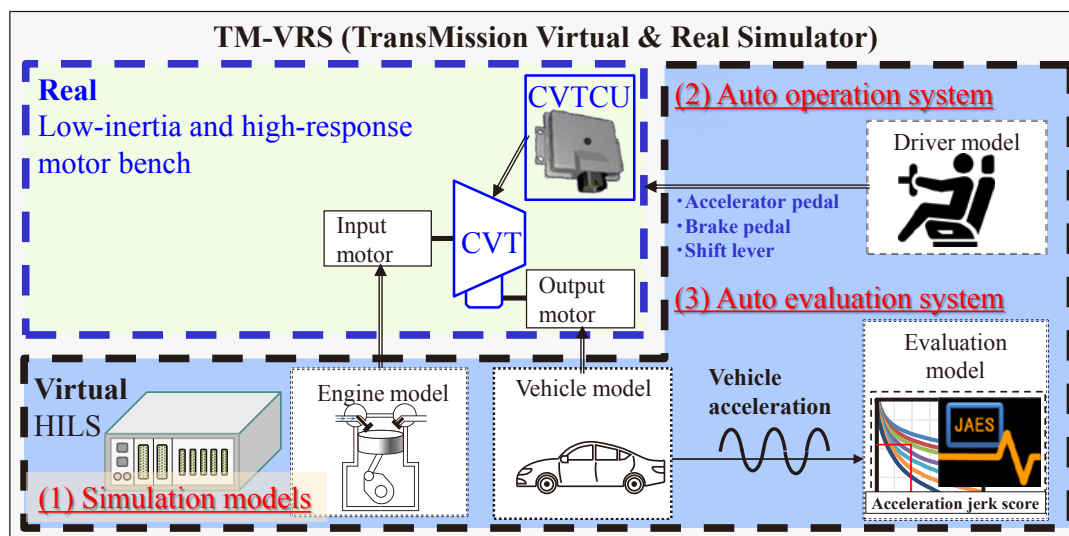 TM-VRS (TransMission Virtual & Real Simulator)
Real
Low-inertia and high-response
motor bench
CVTCU
(2) Auto operation system
Driver model
・Accelerator pedal
・Brake pedal
・Shift lever
Input
motor
CVT
Output
motor
(3) Auto evaluation system
Virtual
HILS
(1) Simulation models
Engine model
Vehicle model
Vehicle
acceleration
Evaluation
model
JAES
Acceleration jerk score